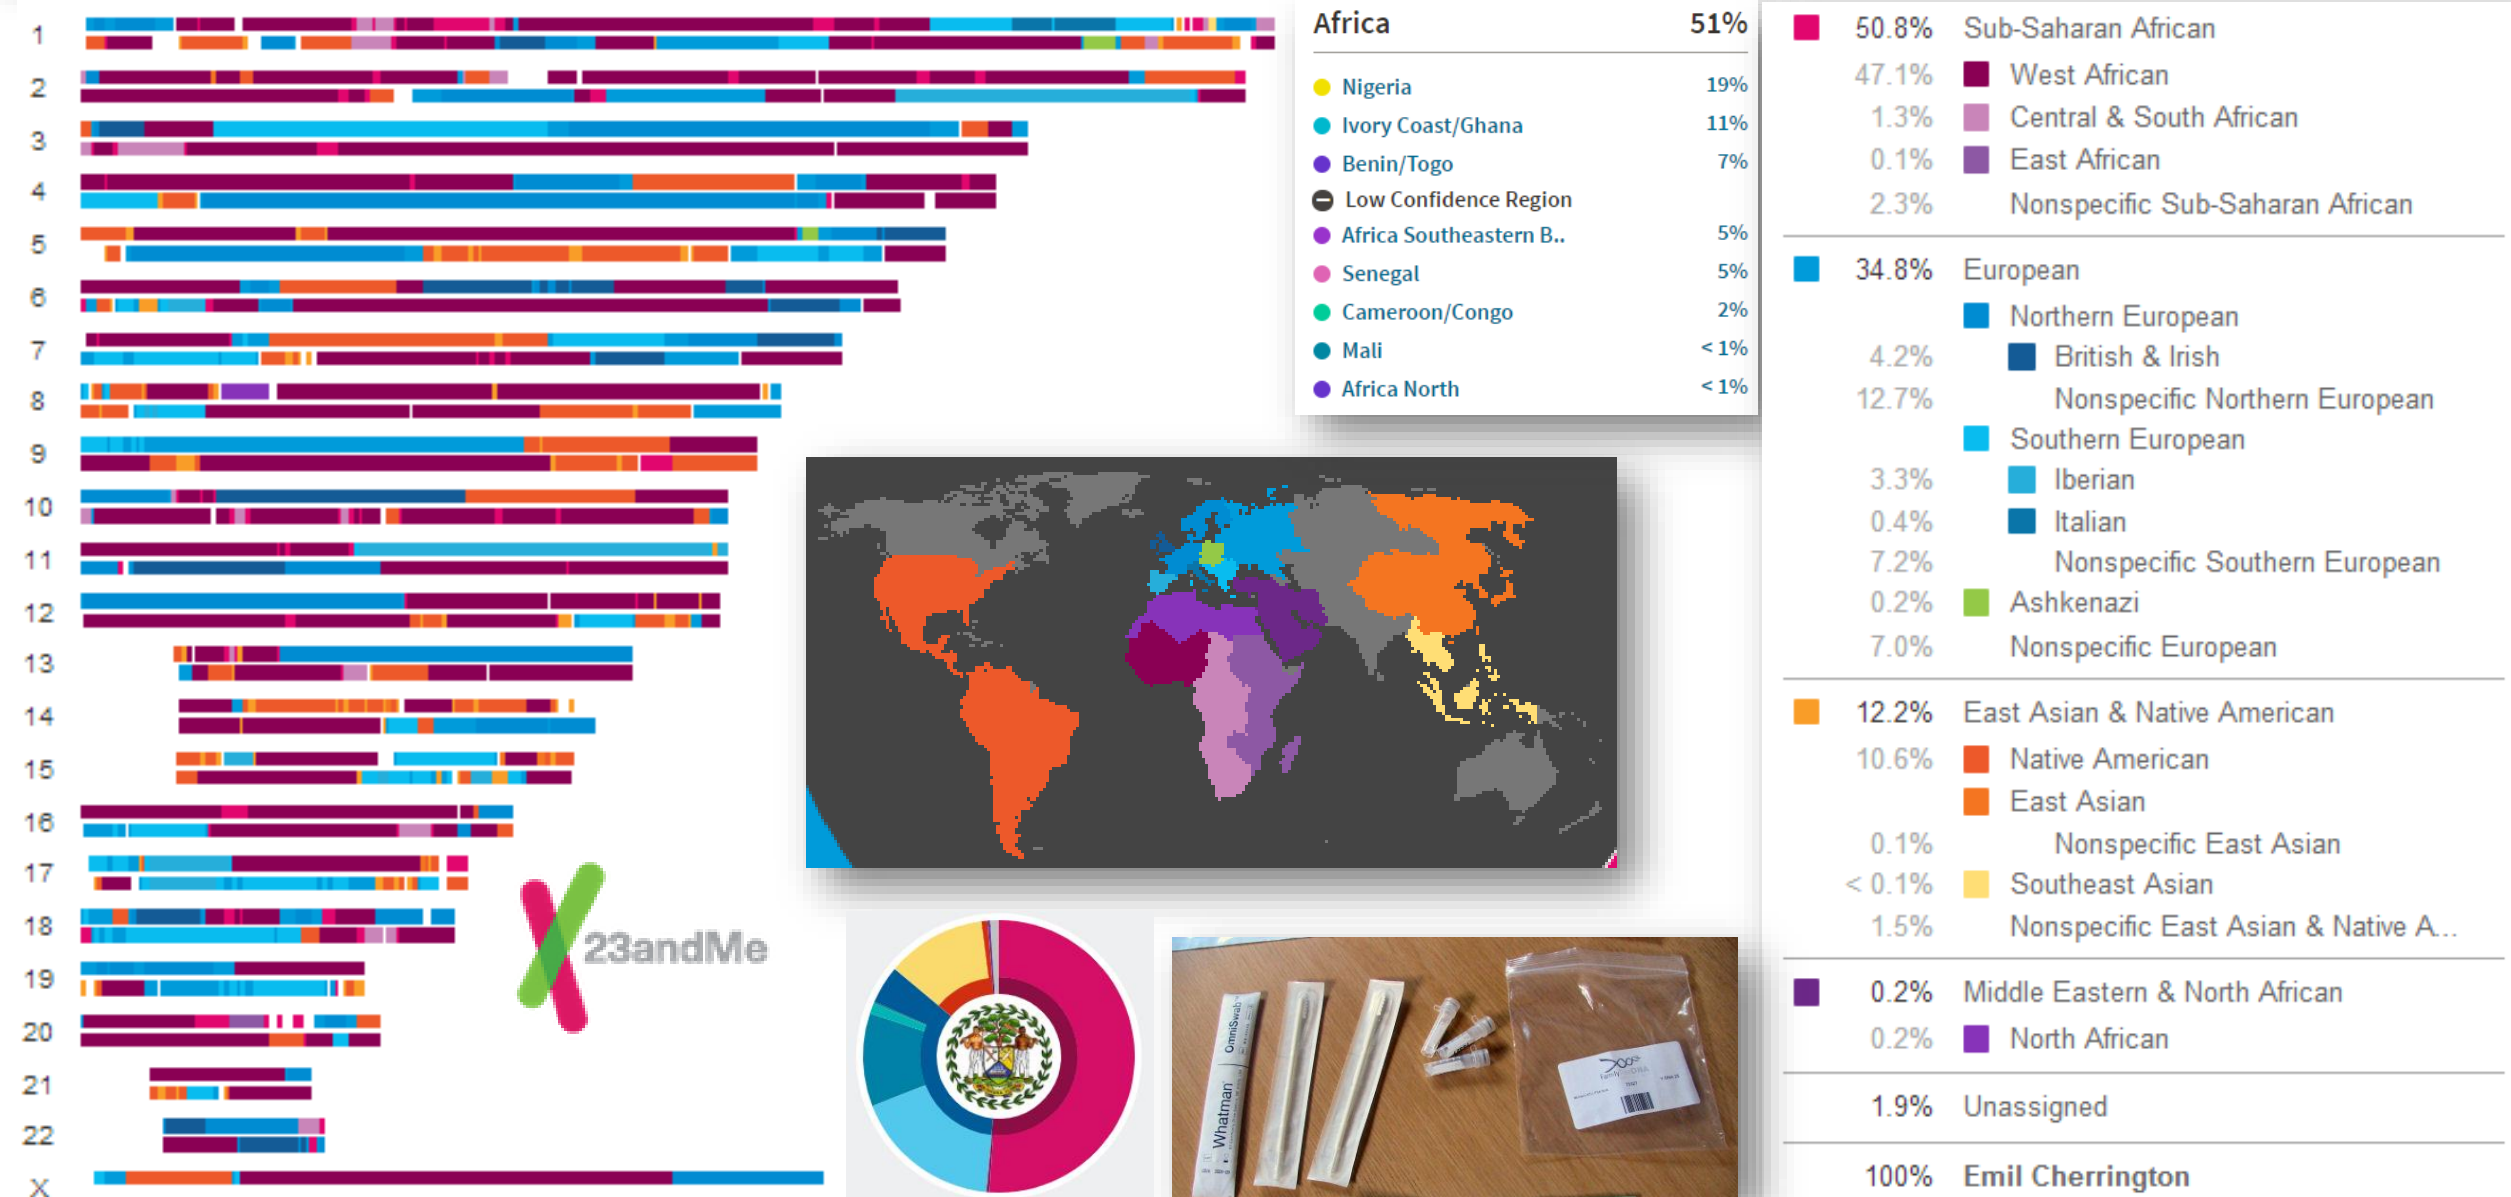 1
2
3
4
5
6
7
8
9
10
11
12
13
14
15
16
17
18
19
20
21
22
X
23andMe
Africa 51%
Nigeria 19%
Ivory Coast/Ghana 11%
Benin/Togo 7%
Low Confidence Region
Africa Southeastern B.. 5%
Senegal 5%
Cameroon/Congo 2%
Mali < 1%
Africa North < 1%
Whatman OmniSwab
50.8% Sub-Saharan African
47.1% West African
1.3% Central & South African
0.1% East African
2.3% Nonspecific Sub-Saharan African
34.8% European
Northern European
4.2% British & Irish
12.7% Nonspecific Northern European
Southern European
3.3% Iberian
0.4% Italian
7.2% Nonspecific Southern European
0.2% Ashkenazi
7.0% Nonspecific European
12.2% East Asian & Native American
10.6% Native American
East Asian
0.1% Nonspecific East Asian
< 0.1% Southeast Asian
1.5% Nonspecific East Asian & Native A...
0.2% Middle Eastern & North African
0.2% North African
1.9% Unassigned
100% Emil Cherrington